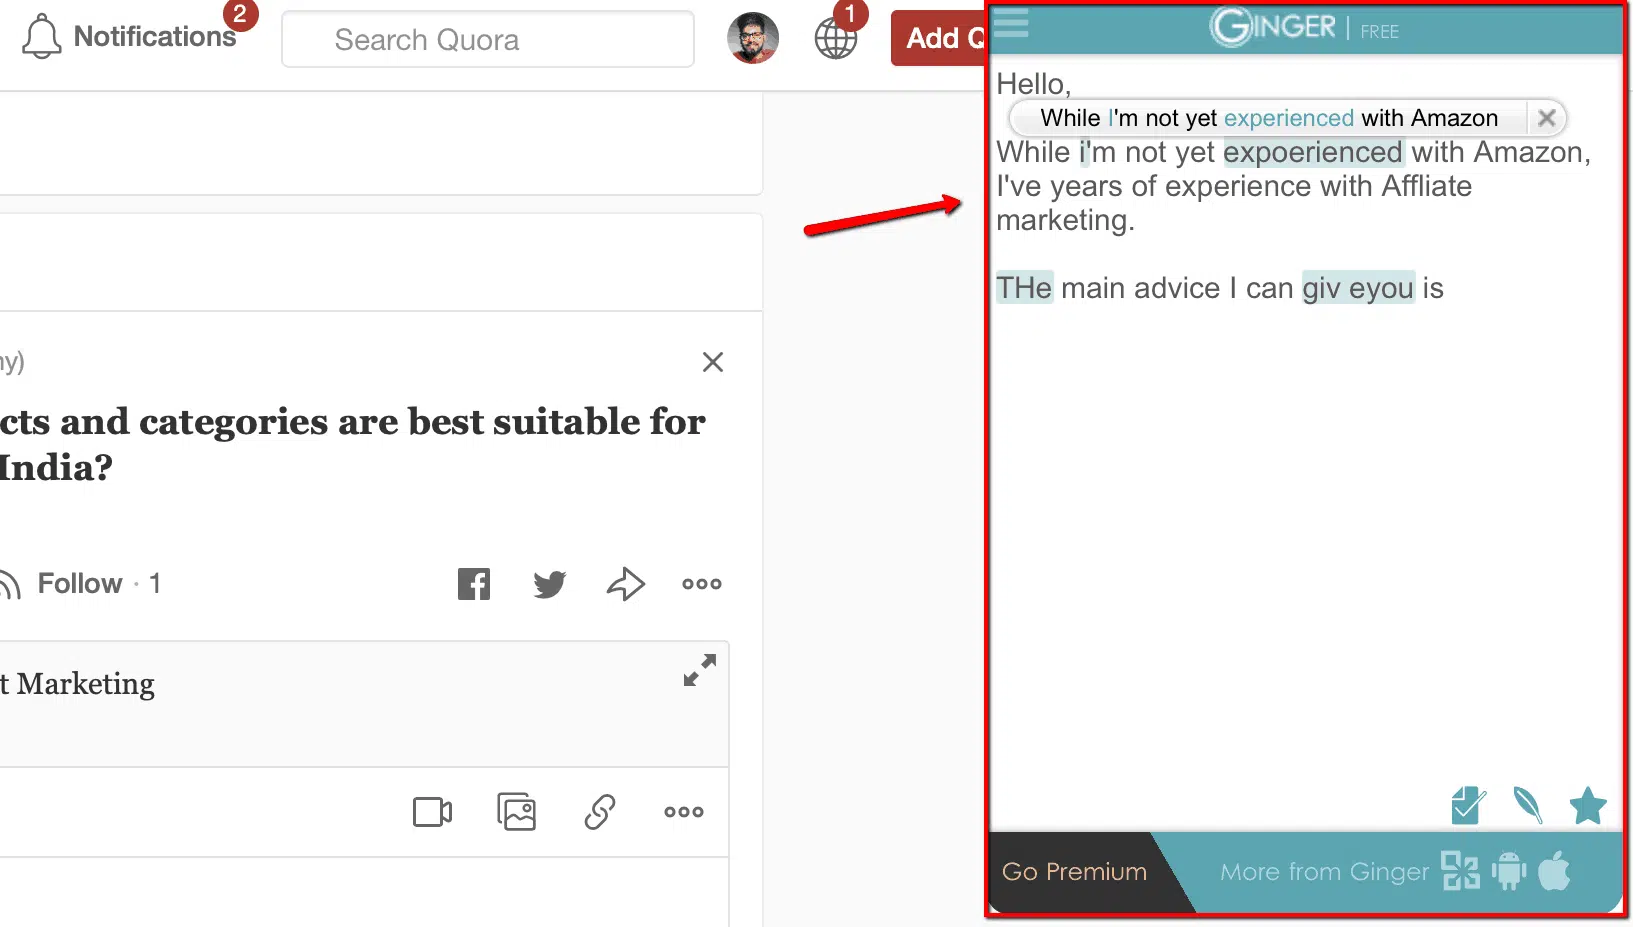 Notifications
2
Search Quora
1
Add Q
ny)
cts and categories are best suitable for
India?
Follow · 1
t Marketing
GINGER | FREE
Hello,
While I'm not yet experienced with Amazon
While i'm not yet expoerienced with Amazon,
I've years of experience with Affliate
marketing.
THe main advice I can giv eyou is
Go Premium
More from Ginger